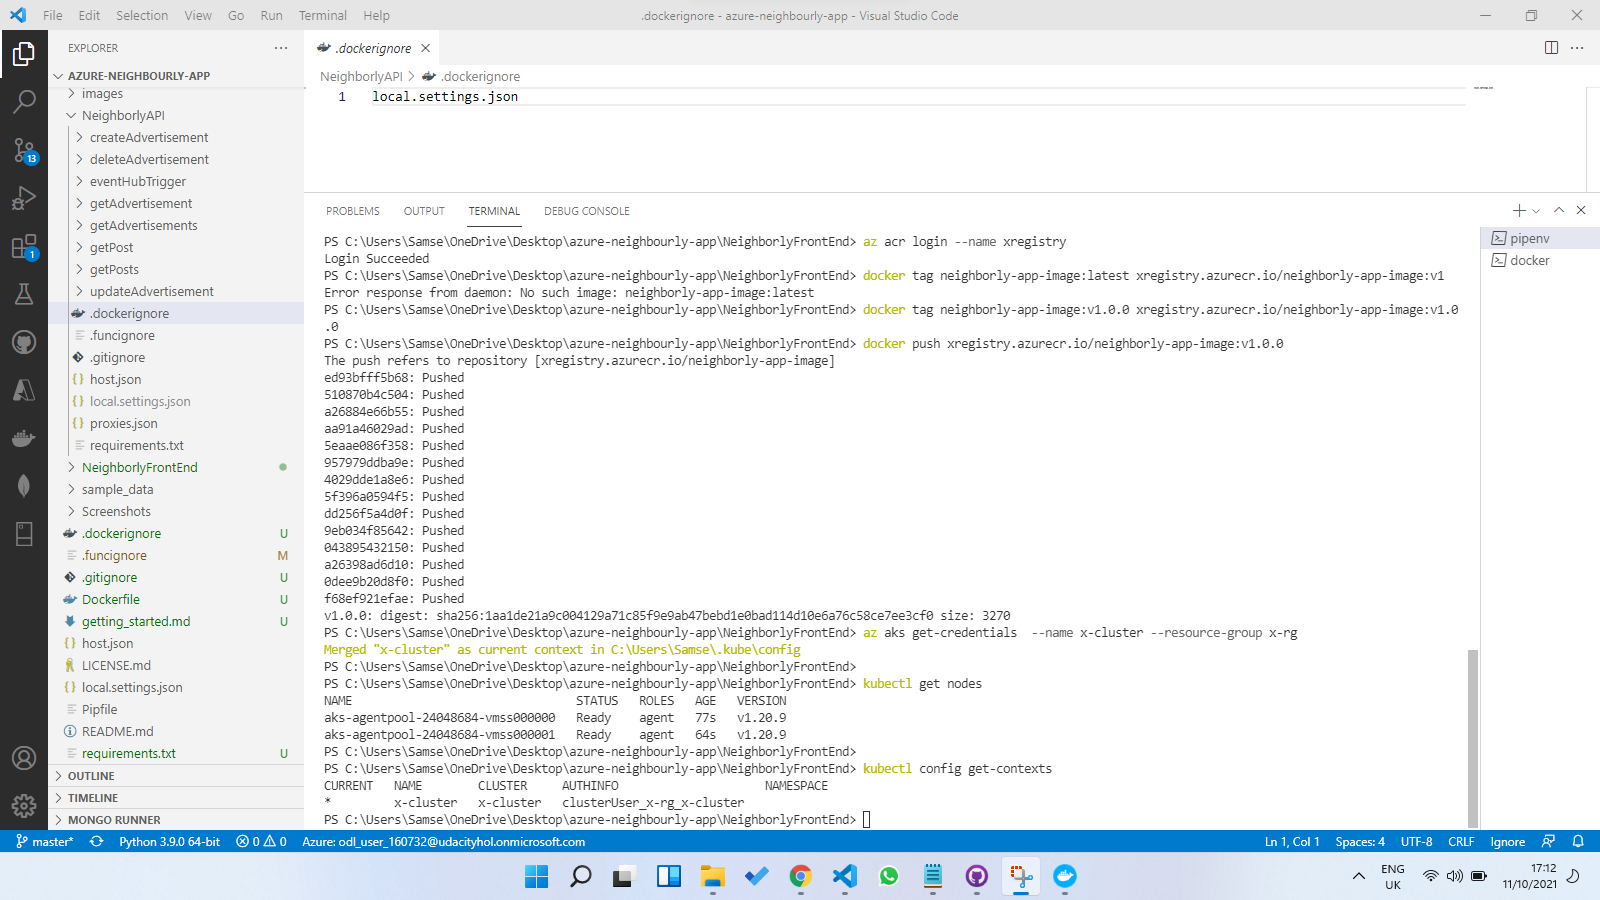 File Edit Selection View Go Run Terminal Help
.dockerignore - azure-neighbourly-app - Visual Studio Code
EXPLORER
AZURE-NEIGHBOURLY-APP
images
NeighborlyAPI
createAdvertisement
deleteAdvertisement
eventHubTrigger
getAdvertisement
getAdvertisements
getPost
getPosts
updateAdvertisement
.dockerignore
.funcignore
.gitignore
host.json
local.settings.json
proxies.json
requirements.txt
NeighborlyFrontEnd
sample_data
Screenshots
.dockerignore U
.funcignore M
.gitignore U
Dockerfile U
getting_started.md U
host.json
LICENSE.md
local.settings.json
Pipfile
README.md
requirements.txt U
OUTLINE
TIMELINE
MONGO RUNNER
13
1
.dockerignore
NeighborlyAPI > .dockerignore
1 local.settings.json
PROBLEMS OUTPUT TERMINAL DEBUG CONSOLE
PS C:\Users\Samse\OneDrive\Desktop\azure-neighbourly-app\NeighborlyFrontEnd> az acr login --name xregistry
Login Succeeded
PS C:\Users\Samse\OneDrive\Desktop\azure-neighbourly-app\NeighborlyFrontEnd> docker tag neighborly-app-image:latest xregistry.azurecr.io/neighborly-app-image:v1
Error response from daemon: No such image: neighborly-app-image:latest
PS C:\Users\Samse\OneDrive\Desktop\azure-neighbourly-app\NeighborlyFrontEnd> docker tag neighborly-app-image:v1.0.0 xregistry.azurecr.io/neighborly-app-image:v1.0
.0
PS C:\Users\Samse\OneDrive\Desktop\azure-neighbourly-app\NeighborlyFrontEnd> docker push xregistry.azurecr.io/neighborly-app-image:v1.0.0
The push refers to repository [xregistry.azurecr.io/neighborly-app-image]
ed93bfff5b68: Pushed
510870b4c504: Pushed
a26884e66b55: Pushed
aa91a46029ad: Pushed
5eaae086f358: Pushed
957979ddba9e: Pushed
4029dde1a8e6: Pushed
5f396a0594f5: Pushed
dd256f5a4d0f: Pushed
9eb034f85642: Pushed
043895432150: Pushed
a26398ad6d10: Pushed
0dee9b20d8f0: Pushed
f68ef921efae: Pushed
v1.0.0: digest: sha256:1aa1de21a9c004129a71c85f9e9ab47bebd1e0bad114d10e6a76c58ce7ee3cf0 size: 3270
PS C:\Users\Samse\OneDrive\Desktop\azure-neighbourly-app\NeighborlyFrontEnd> az aks get-credentials --name x-cluster --resource-group x-rg
Merged "x-cluster" as current context in C:\Users\Samse\.kube\config
PS C:\Users\Samse\OneDrive\Desktop\azure-neighbourly-app\NeighborlyFrontEnd>
PS C:\Users\Samse\OneDrive\Desktop\azure-neighbourly-app\NeighborlyFrontEnd> kubectl get nodes
NAME STATUS ROLES AGE VERSION
aks-agentpool-24048684-vmss000000 Ready agent 77s v1.20.9
aks-agentpool-24048684-vmss000001 Ready agent 64s v1.20.9
PS C:\Users\Samse\OneDrive\Desktop\azure-neighbourly-app\NeighborlyFrontEnd>
PS C:\Users\Samse\OneDrive\Desktop\azure-neighbourly-app\NeighborlyFrontEnd> kubectl config get-contexts
CURRENT NAME CLUSTER AUTHINFO NAMESPACE
* x-cluster x-cluster clusterUser_x-rg_x-cluster
PS C:\Users\Samse\OneDrive\Desktop\azure-neighbourly-app\NeighborlyFrontEnd>
pipenv
docker
master* Python 3.9.0 64-bit 0 0 Azure: odl_user_160732@udacityhol.onmicrosoft.com
Ln 1, Col 1 Spaces: 4 UTF-8 CRLF Ignore
ENG
UK
17:12
11/10/2021